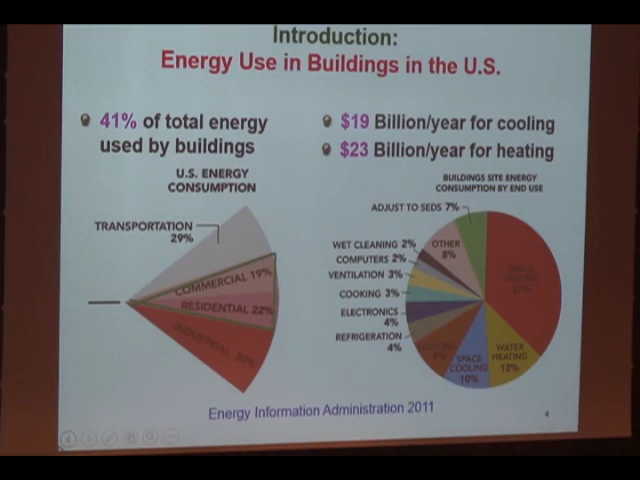 Introduction:
Energy Use in Buildings in the U.S.
41% of total energy
used by buildings
$19 Billion/year for cooling
$23 Billion/year for heating
U.S. ENERGY
CONSUMPTION
TRANSPORTATION
29%
COMMERCIAL 19%
RESIDENTIAL 22%
INDUSTRIAL 30%
BUILDINGS SITE ENERGY
CONSUMPTION BY END USE
ADJUST TO SEDS 7%
OTHER
8%
WET CLEANING 2%
COMPUTERS 2%
VENTILATION 3%
COOKING 3%
ELECTRONICS
4%
REFRIGERATION
4%
SPACE
COOLING
10%
WATER
HEATING
12%
SPACE
HEATING
Energy Information Administration 2011
4